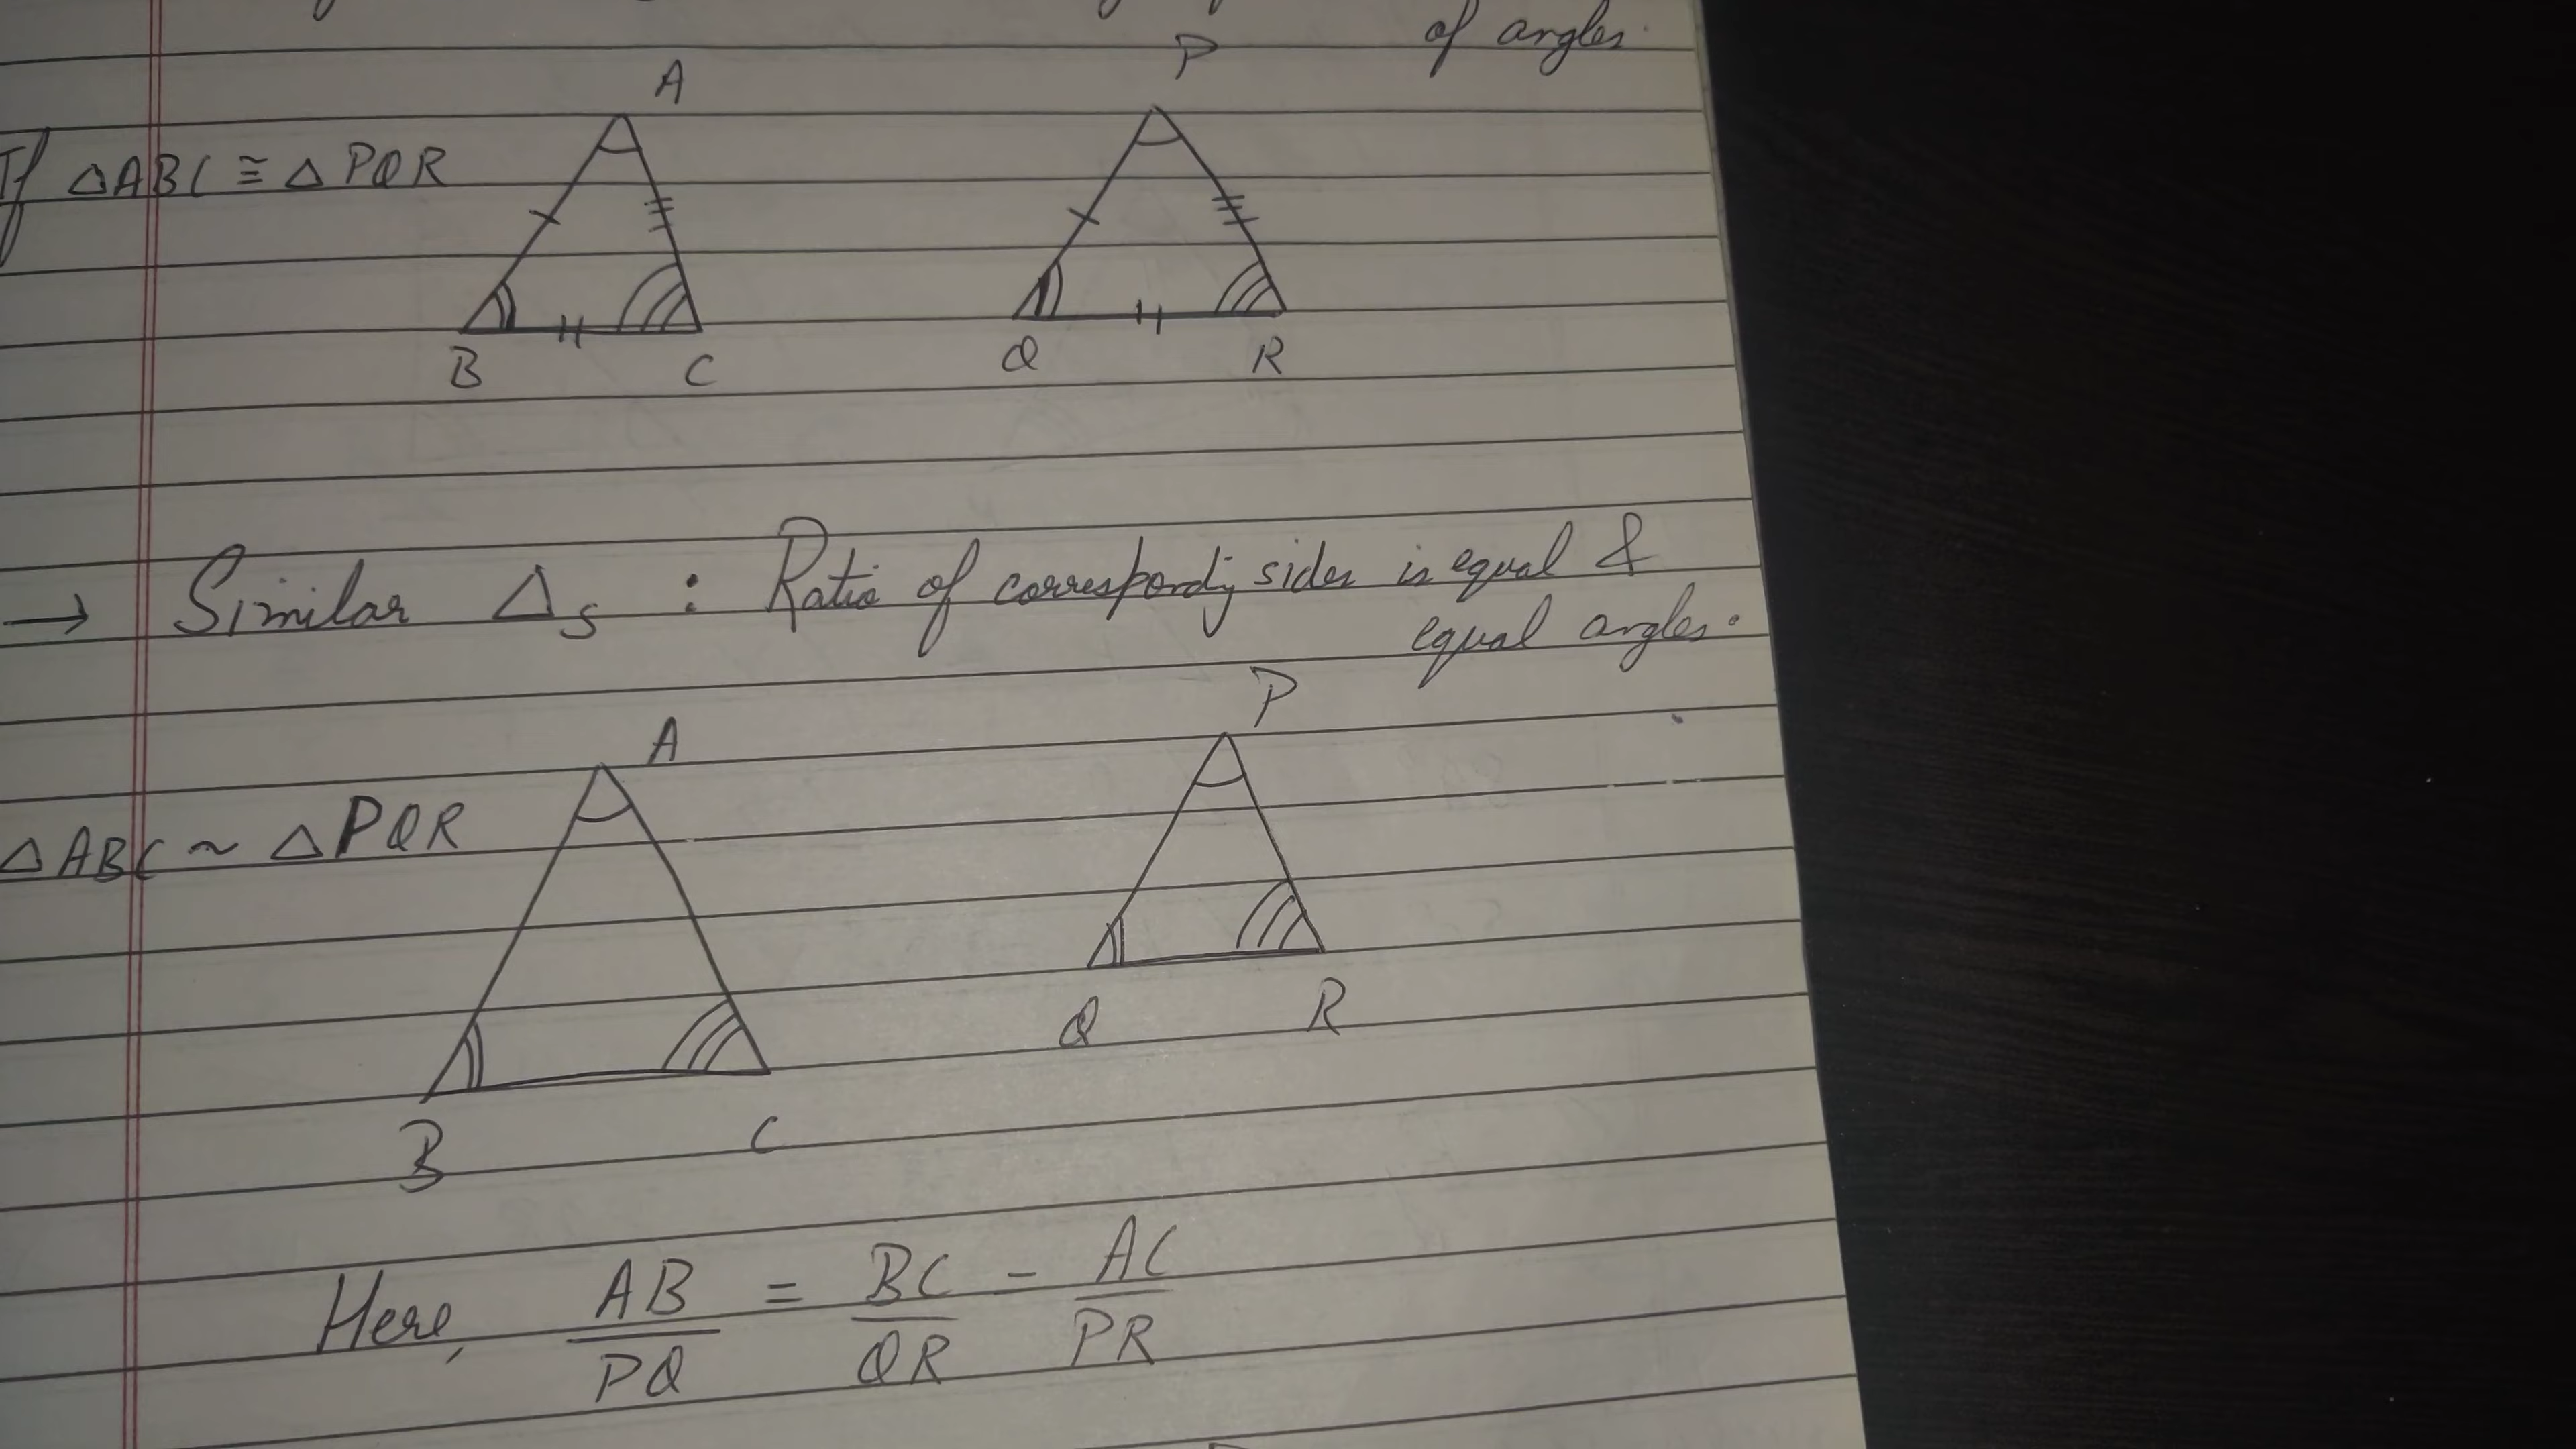 of angles.
P
A
If △ABC ≅ △PQR
B C Q R
→ Similar △s : Ratio of correspondy sides is equal &
equal angles.
P
A
△ABC ~ △PQR
Q R
B C
Here, AB/PQ = BC/QR - AC/PR